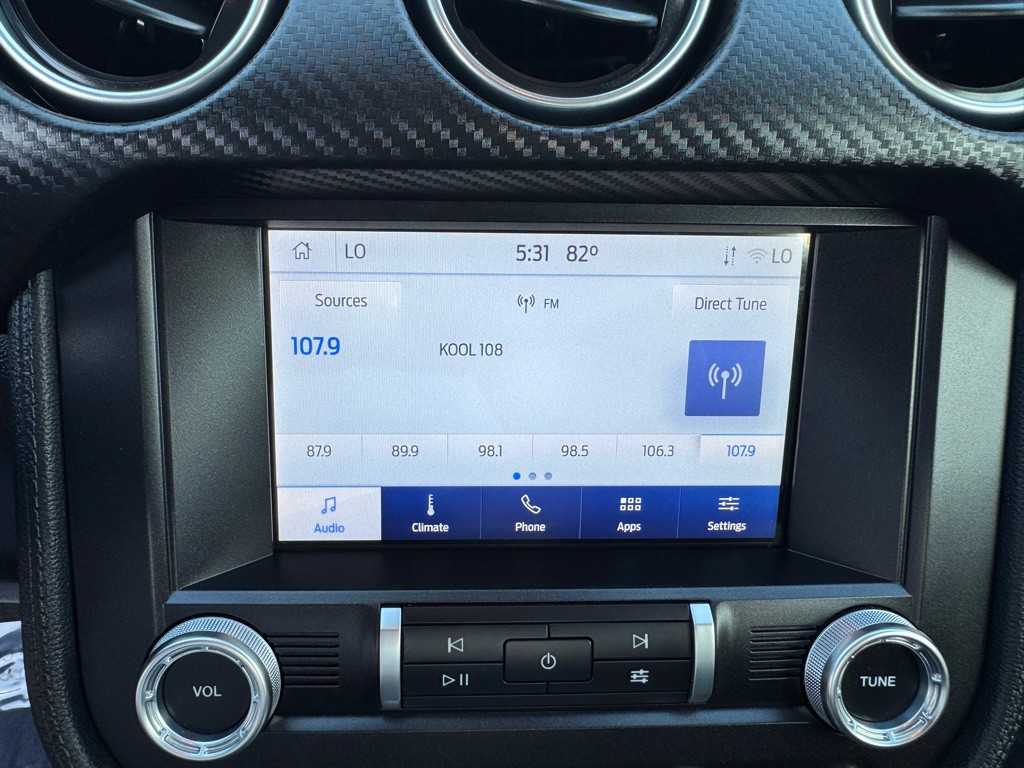 LO 5:31 82° LO
Sources FM Direct Tune
107.9 KOOL 108
87.9 89.9 98.1 98.5 106.3 107.9
Audio Climate Phone Apps Settings
VOL TUNE